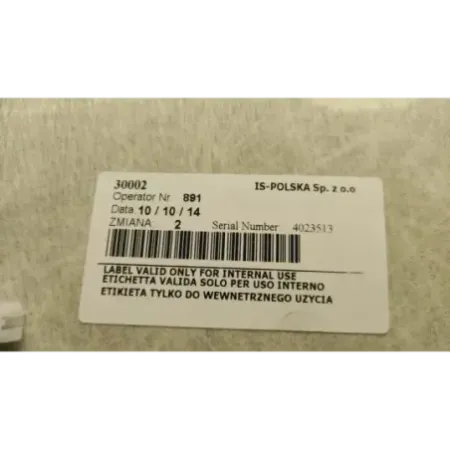 30002 IS-POLSKA Sp. z o.o
Operator Nr 891
Data 10 / 10 / 14
ZMIANA 2 Serial Number 4023513
LABEL VALID ONLY FOR INTERNAL USE
ETICHETTA VALIDA SOLO PER USO INTERNO
ETIKIETA TYLKO DO WEWNETRZNEGO UZYCIA